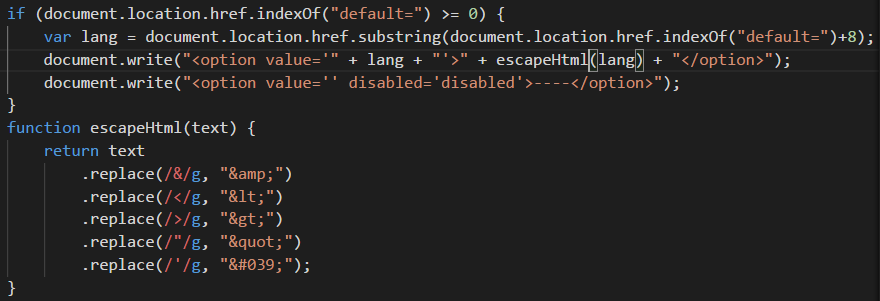 if (document.location.href.indexOf("default=") >= 0) {
    var lang = document.location.href.substring(document.location.href.indexOf("default=")+8);
    document.write("<option value='" + lang + "'>" + escapeHtml(lang) + "</option>");
    document.write("<option value='' disabled='disabled'>----</option>");
}
function escapeHtml(text) {
    return text
        .replace(/&/g, "&amp;")
        .replace(/</g, "&lt;")
        .replace(/>/g, "&gt;")
        .replace(/"/g, "&quot;")
        .replace(/'/g, "&#039;");
}